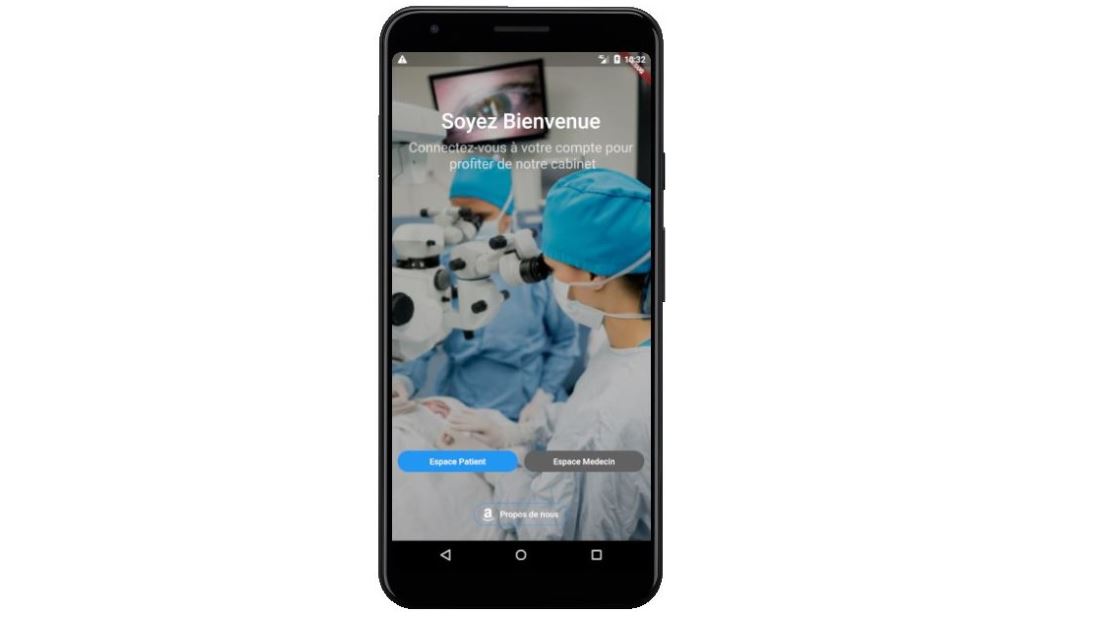 10:32
Soyez Bienvenue
Connectez-vous à votre compte pour
profiter de notre cabinet
Espace Patient
Espace Medecin
a Propos de nous